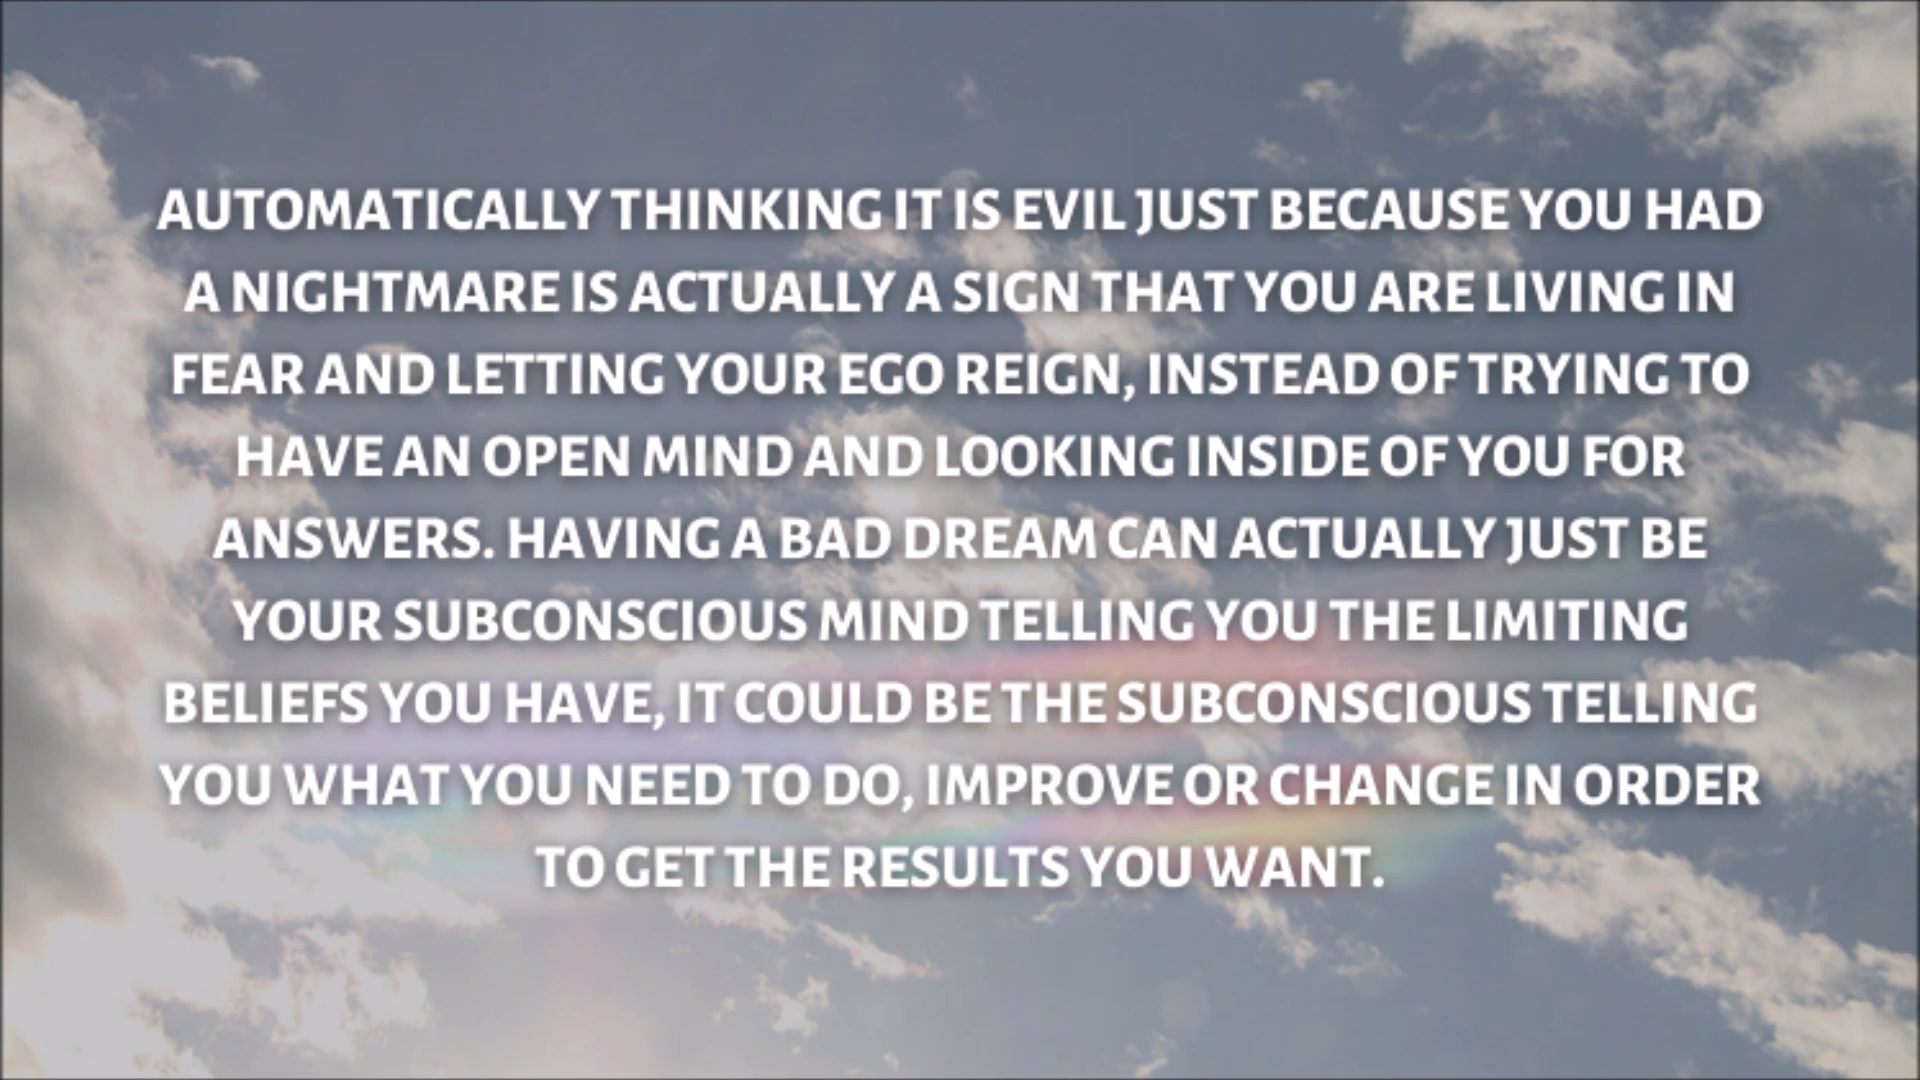 AUTOMATICALLY THINKING IT IS EVIL JUST BECAUSE YOU HAD
A NIGHTMARE IS ACTUALLY A SIGN THAT YOU ARE LIVING IN
FEAR AND LETTING YOUR EGO REIGN, INSTEAD OF TRYING TO
HAVE AN OPEN MIND AND LOOKING INSIDE OF YOU FOR
ANSWERS. HAVING A BAD DREAM CAN ACTUALLY JUST BE
YOUR SUBCONSCIOUS MIND TELLING YOU THE LIMITING
BELIEFS YOU HAVE, IT COULD BE THE SUBCONSCIOUS TELLING
YOU WHAT YOU NEED TO DO, IMPROVE OR CHANGE IN ORDER
TO GET THE RESULTS YOU WANT.